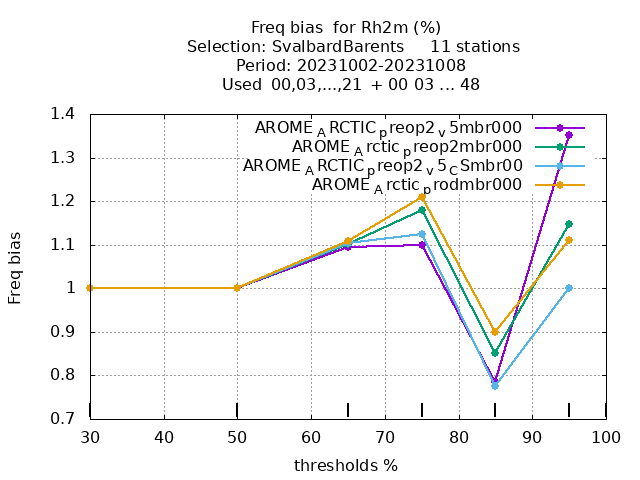 Freq bias for Rh2m (%)
Selection: SvalbardBarents 11 stations
Period: 20231002-20231008
Used 00,03,...,21 + 00 03 ... 48
1.4
AROME_ARCTIC_preop2_v5mbr000
AROME_Arctic_preop2mbr000
AROME_ARCTIC_preop2_v5_CSmbr00
AROME_Arctic_prodmbr000
1.3
1.2
1.1
1
0.9
0.8
0.7
Freq bias
30 40 50 60 70 80 90 100
thresholds %